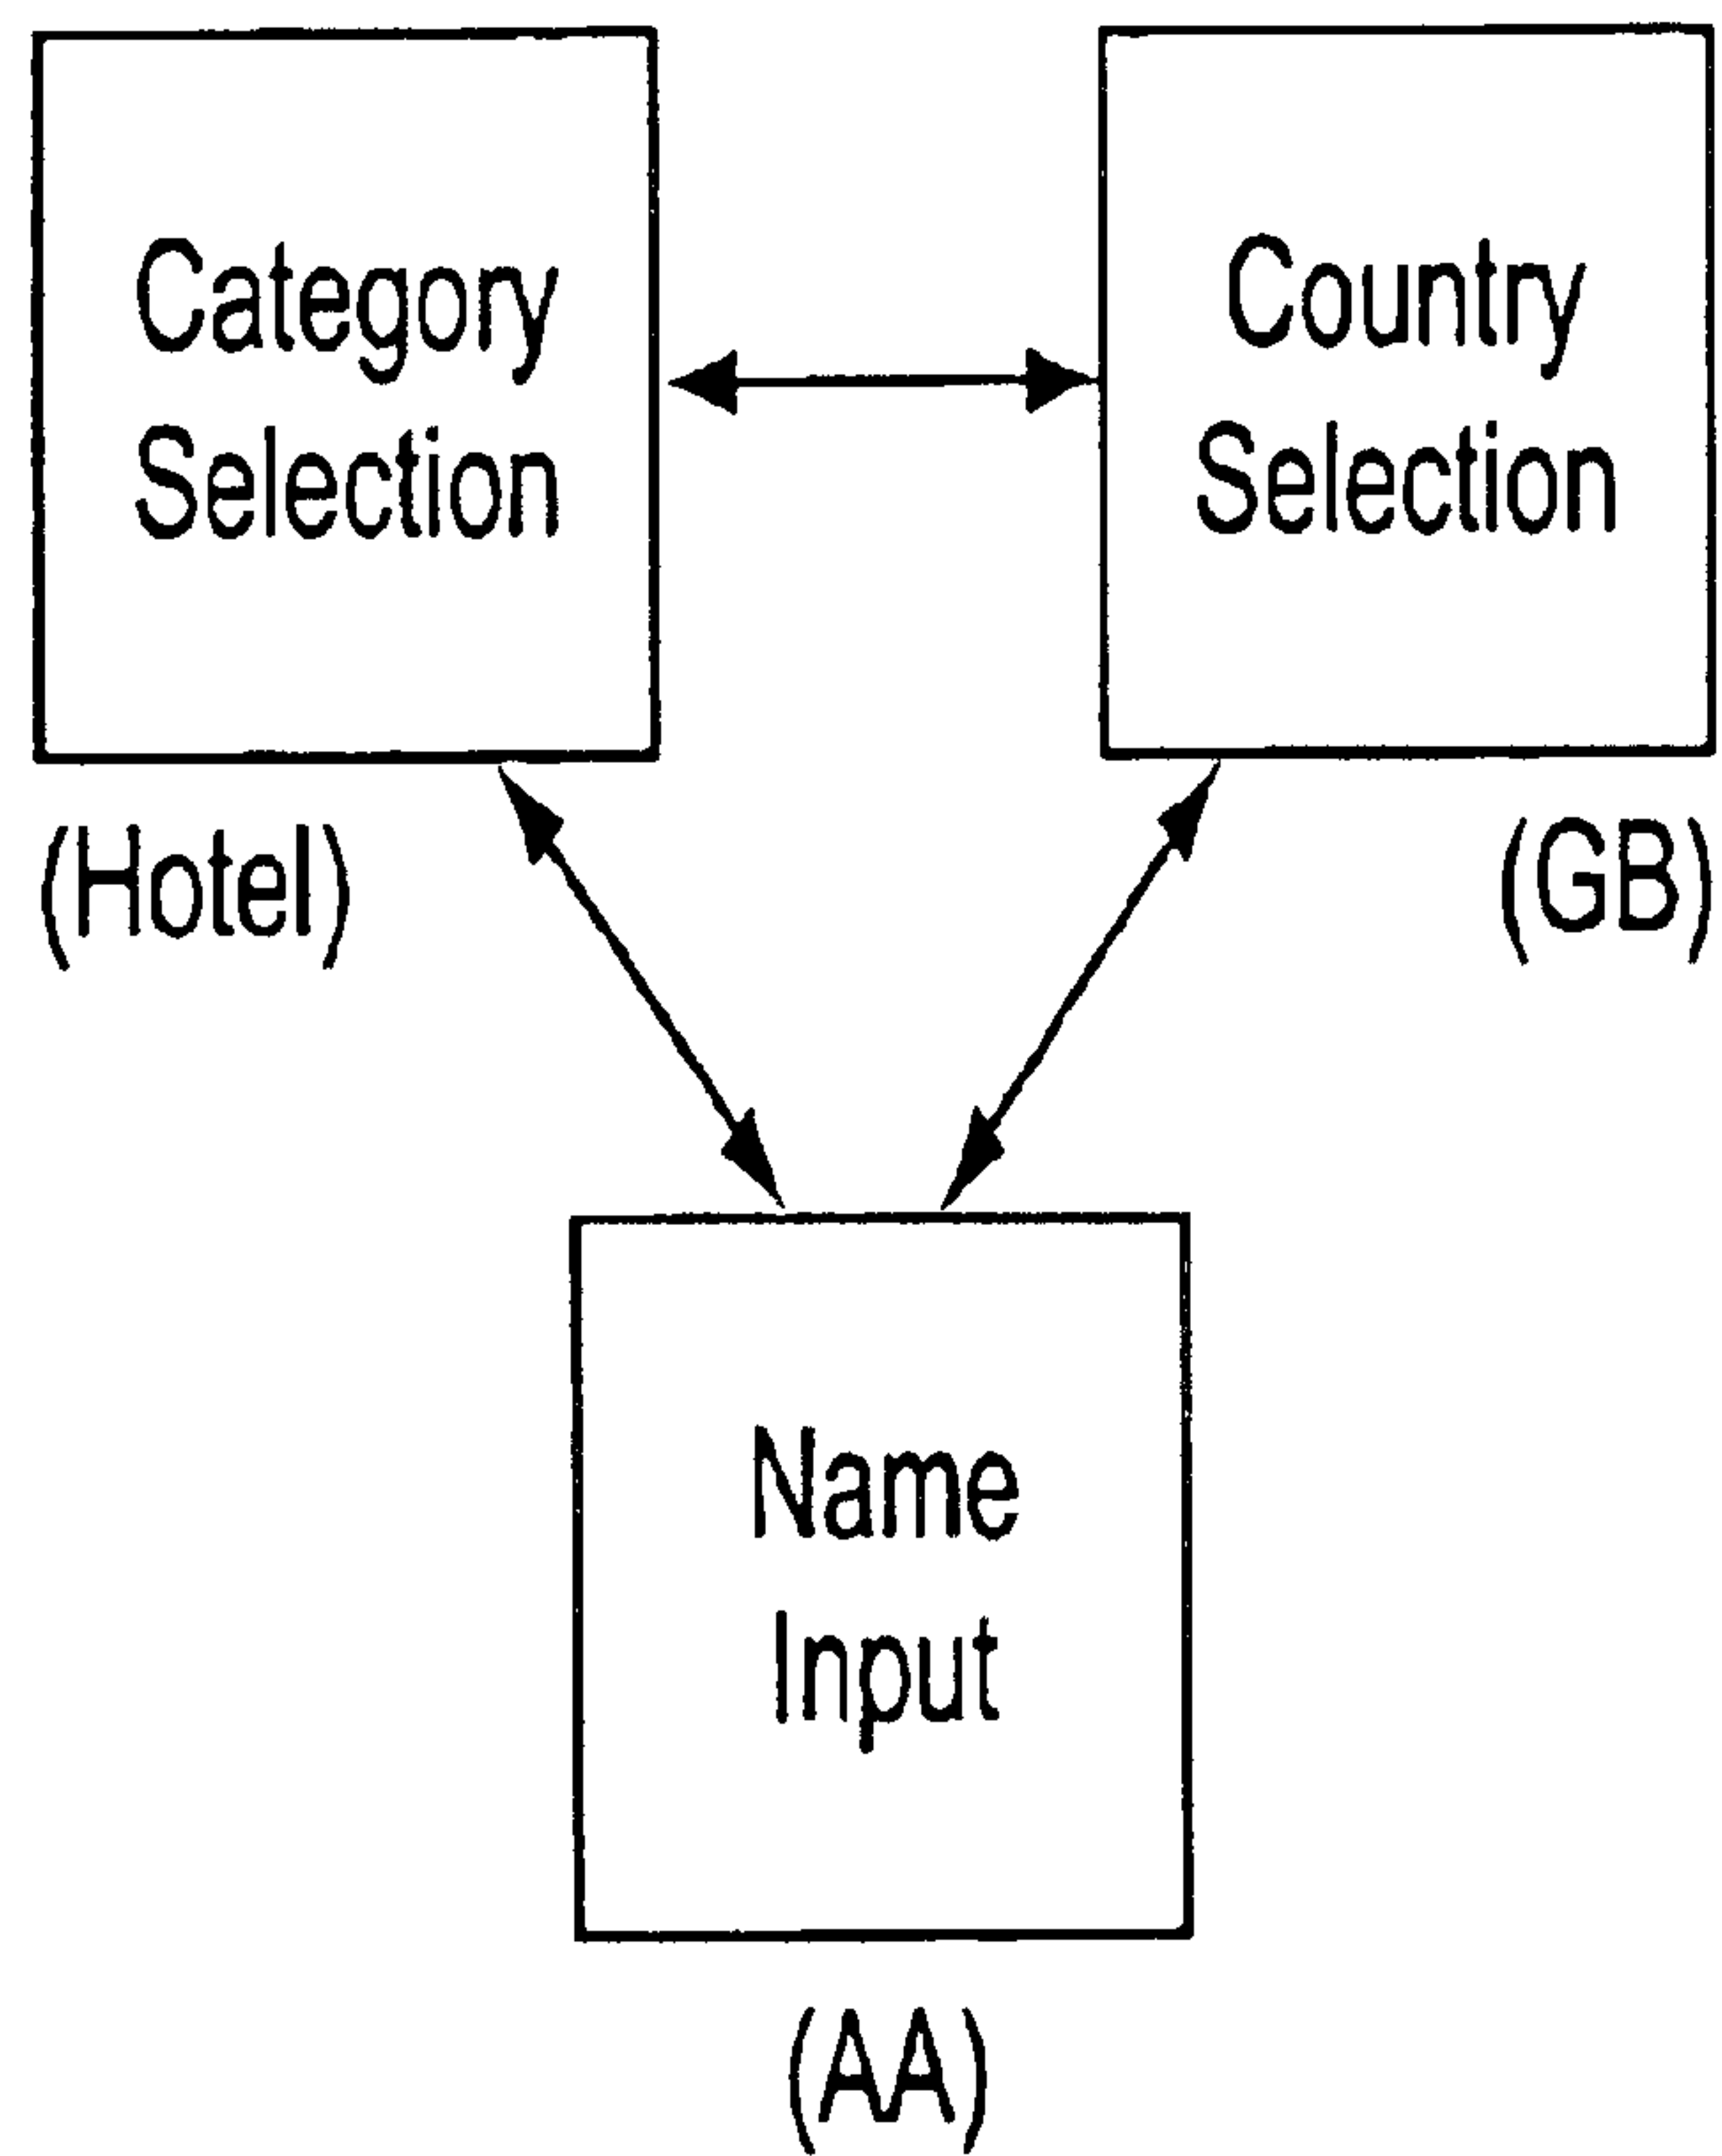 Category
Selection
Country
Selection
(Hotel)
(GB)
Name
Input
(AA)